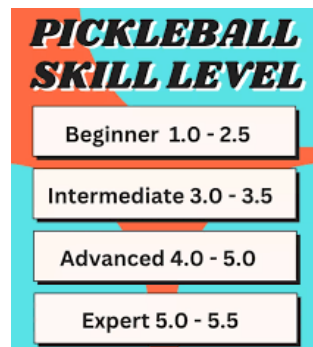 PICKLEBALL
SKILL LEVEL
Beginner 1.0 - 2.5
Intermediate 3.0 - 3.5
Advanced 4.0 - 5.0
Expert 5.0 - 5.5